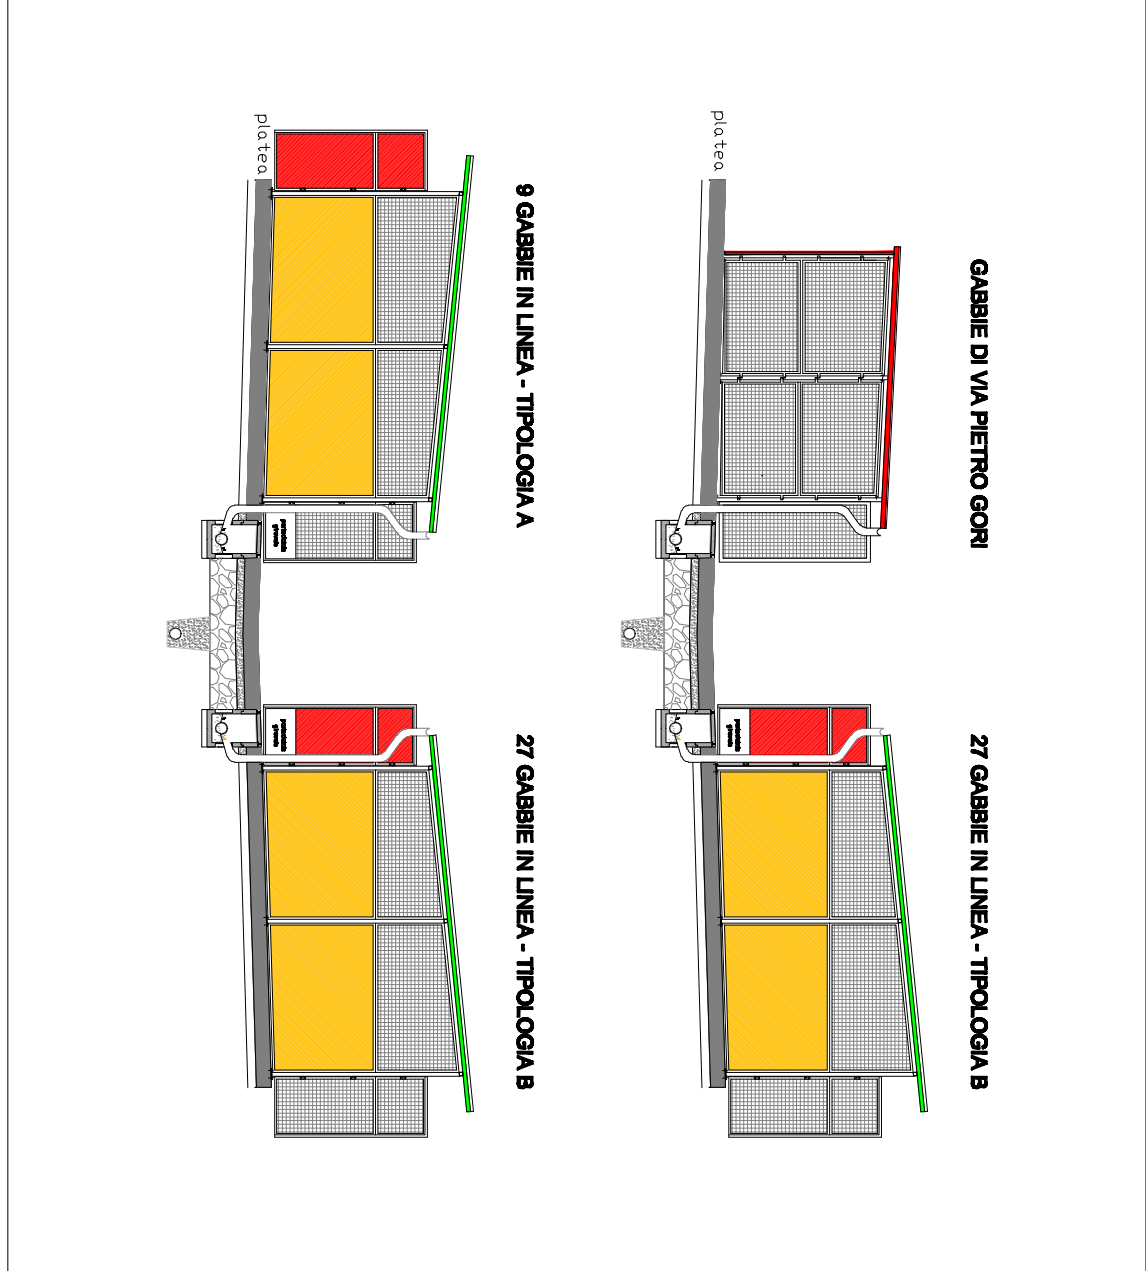 GABBIE DI VIA PIETRO GORI
27 GABBIE IN LINEA - TIPOLOGIA B
platea
9 GABBIE IN LINEA - TIPOLOGIA A
27 GABBIE IN LINEA - TIPOLOGIA B
platea